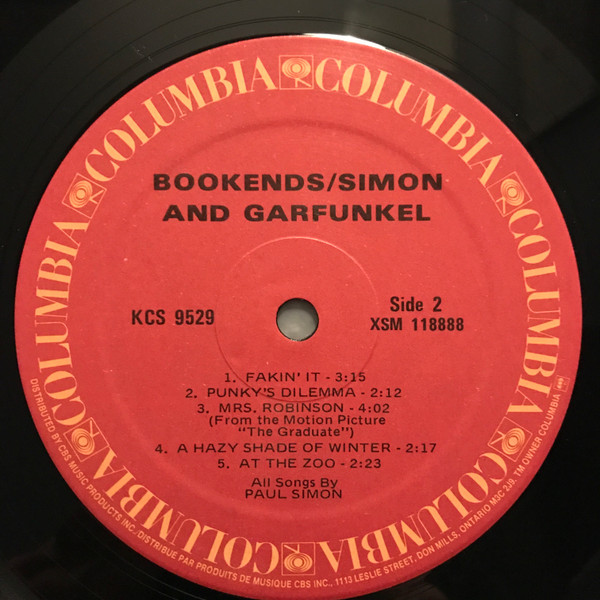 COLUMBIA COLUMBIA COLUMBIA COLUMBIA COLUMBIA COLUMBIA
BOOKENDS/SIMON
AND GARFUNKEL
KCS 9529
Side 2
XSM 118888
1. FAKIN' IT - 3:15
2. PUNKY'S DILEMMA - 2:12
3. MRS. ROBINSON - 4:02
(From the Motion Picture
"The Graduate")
4. A HAZY SHADE OF WINTER - 2:17
5. AT THE ZOO - 2:23
All Songs By
PAUL SIMON
DISTRIBUTED BY CBS MUSIC PRODUCTS INC./DISTRIBUE PAR PRODUITS DE MUSIQUE CBS INC., 1113 LESLIE STREET, DON MILLS, ONTARIO M3C 2J9. TM OWNER COLUMBIA